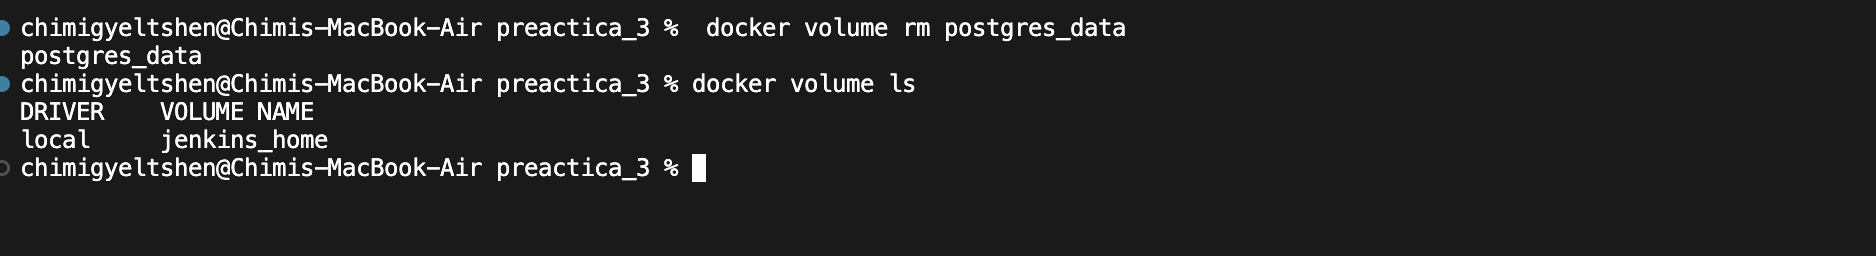 chimigyeltshen@Chimis-MacBook-Air preactica_3 %  docker volume rm postgres_data
postgres_data
chimigyeltshen@Chimis-MacBook-Air preactica_3 % docker volume ls
DRIVER    VOLUME NAME
local     jenkins_home
chimigyeltshen@Chimis-MacBook-Air preactica_3 %